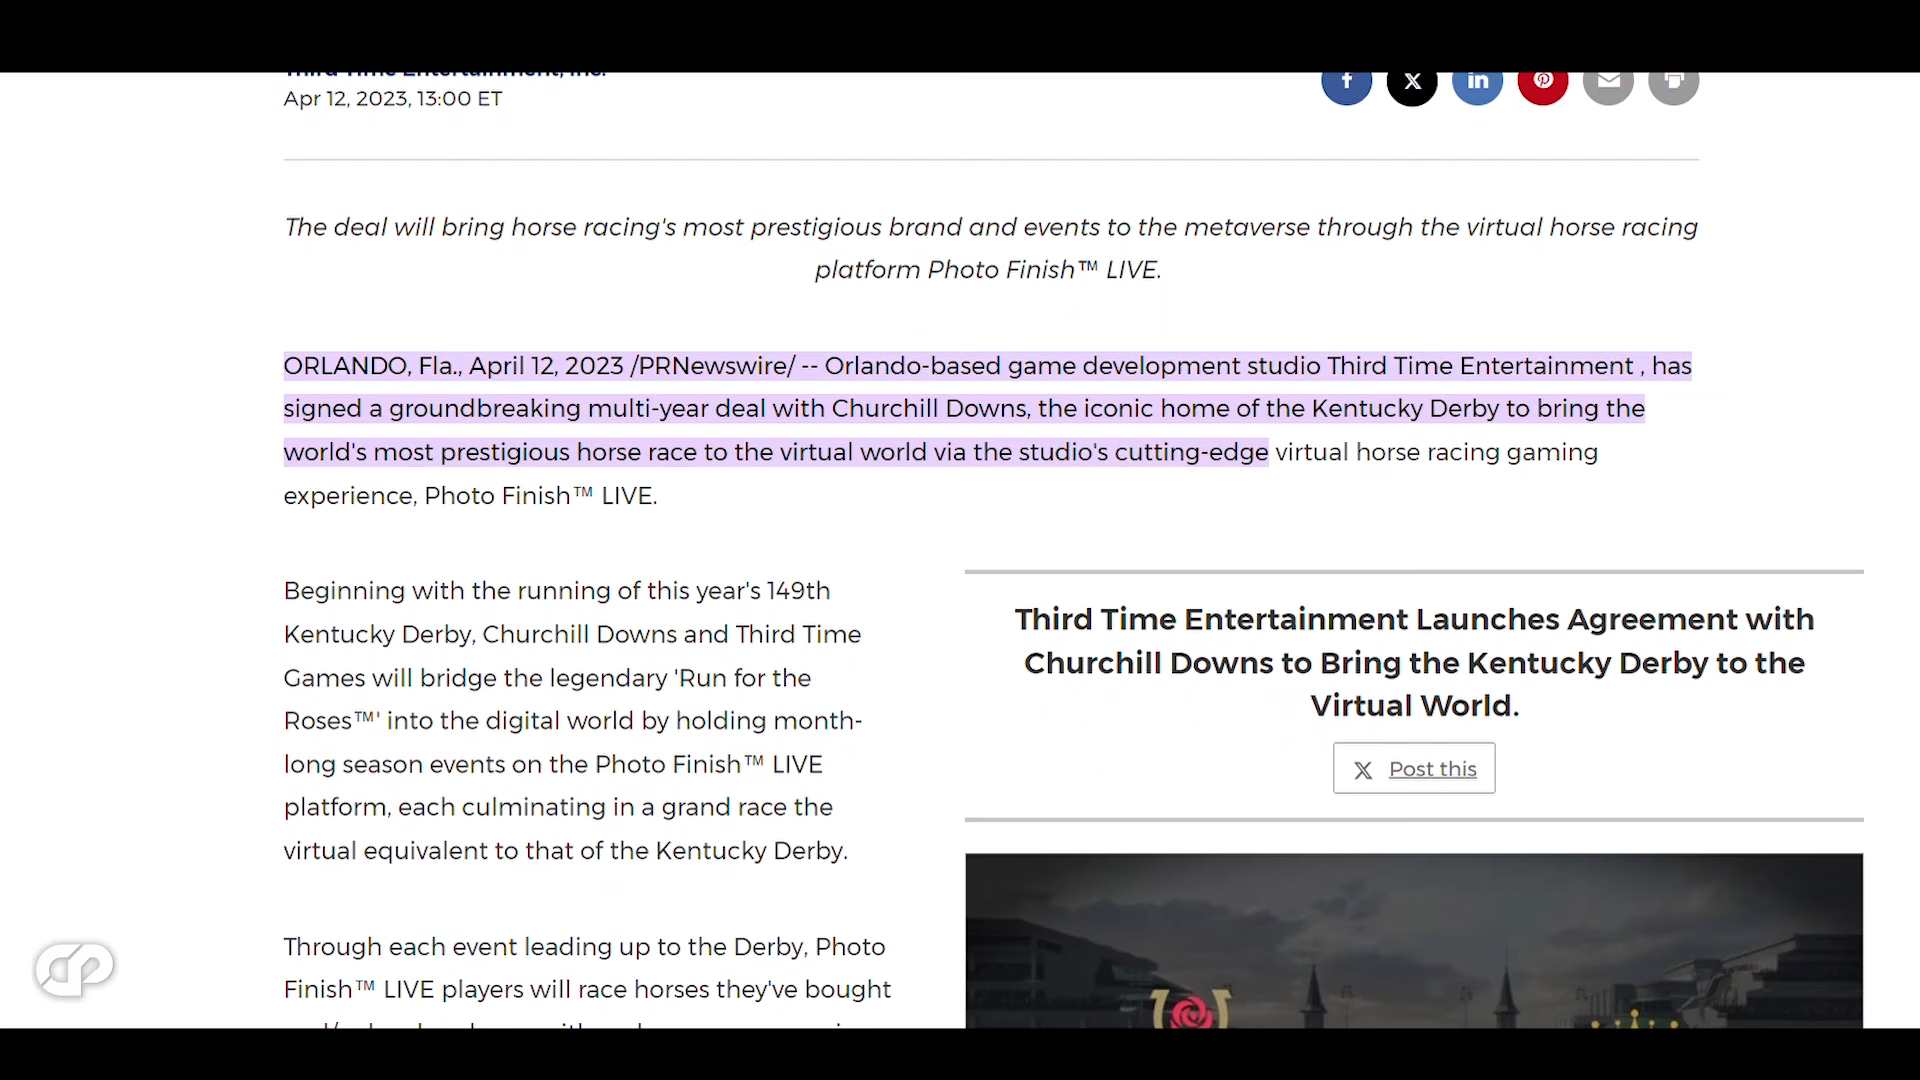 Third Time Entertainment, Inc.
Apr 12, 2023, 13:00 ET
The deal will bring horse racing's most prestigious brand and events to the metaverse through the virtual horse racing
platform Photo Finish™ LIVE.
ORLANDO, Fla., April 12, 2023 /PRNewswire/ -- Orlando-based game development studio Third Time Entertainment , has
signed a groundbreaking multi-year deal with Churchill Downs, the iconic home of the Kentucky Derby to bring the
world's most prestigious horse race to the virtual world via the studio's cutting-edge virtual horse racing gaming
experience, Photo Finish™ LIVE.
Beginning with the running of this year's 149th
Kentucky Derby, Churchill Downs and Third Time
Games will bridge the legendary 'Run for the
Roses™' into the digital world by holding month-
long season events on the Photo Finish™ LIVE
platform, each culminating in a grand race the
virtual equivalent to that of the Kentucky Derby.
Through each event leading up to the Derby, Photo
Finish™ LIVE players will race horses they've bought
Third Time Entertainment Launches Agreement with
Churchill Downs to Bring the Kentucky Derby to the
Virtual World.
Post this